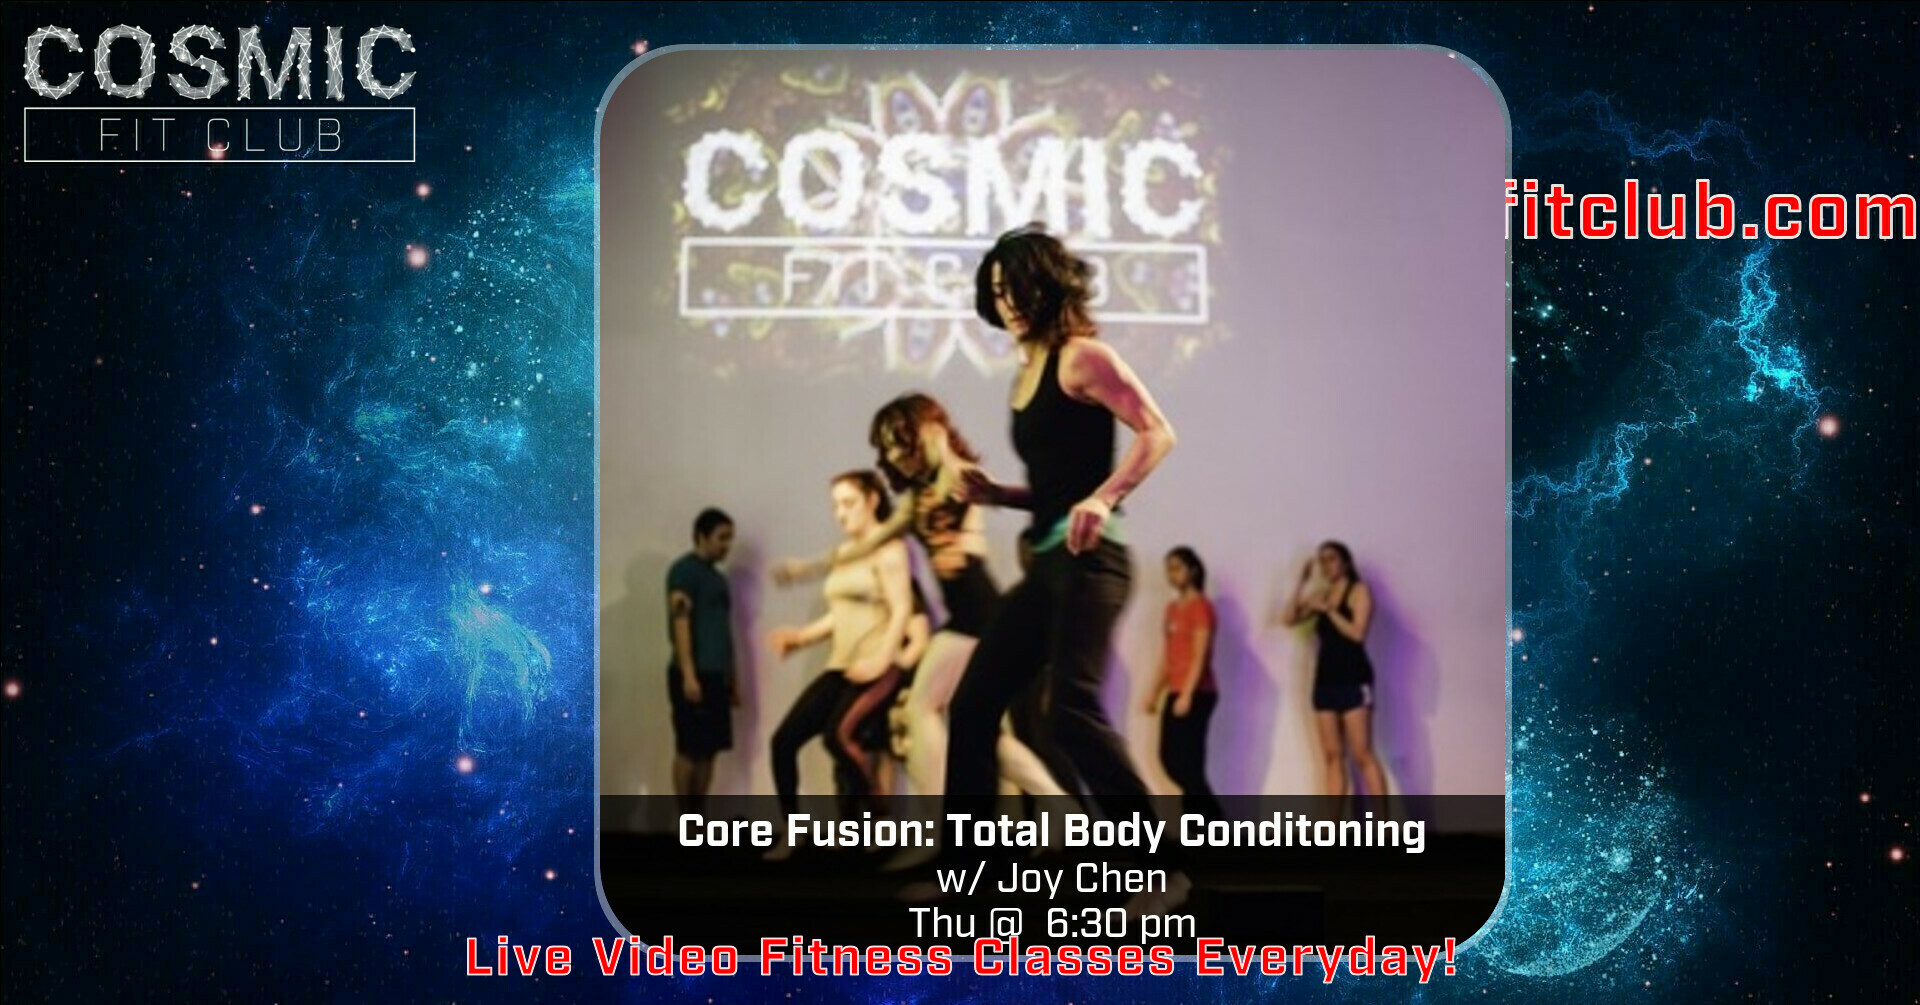 COSMIC
FIT CLUB
COSMIC
fitclub.com
Core Fusion: Total Body Conditoning
w/ Joy Chen
Thu @ 6:30 pm
Live Video Fitness Classes Everyday!